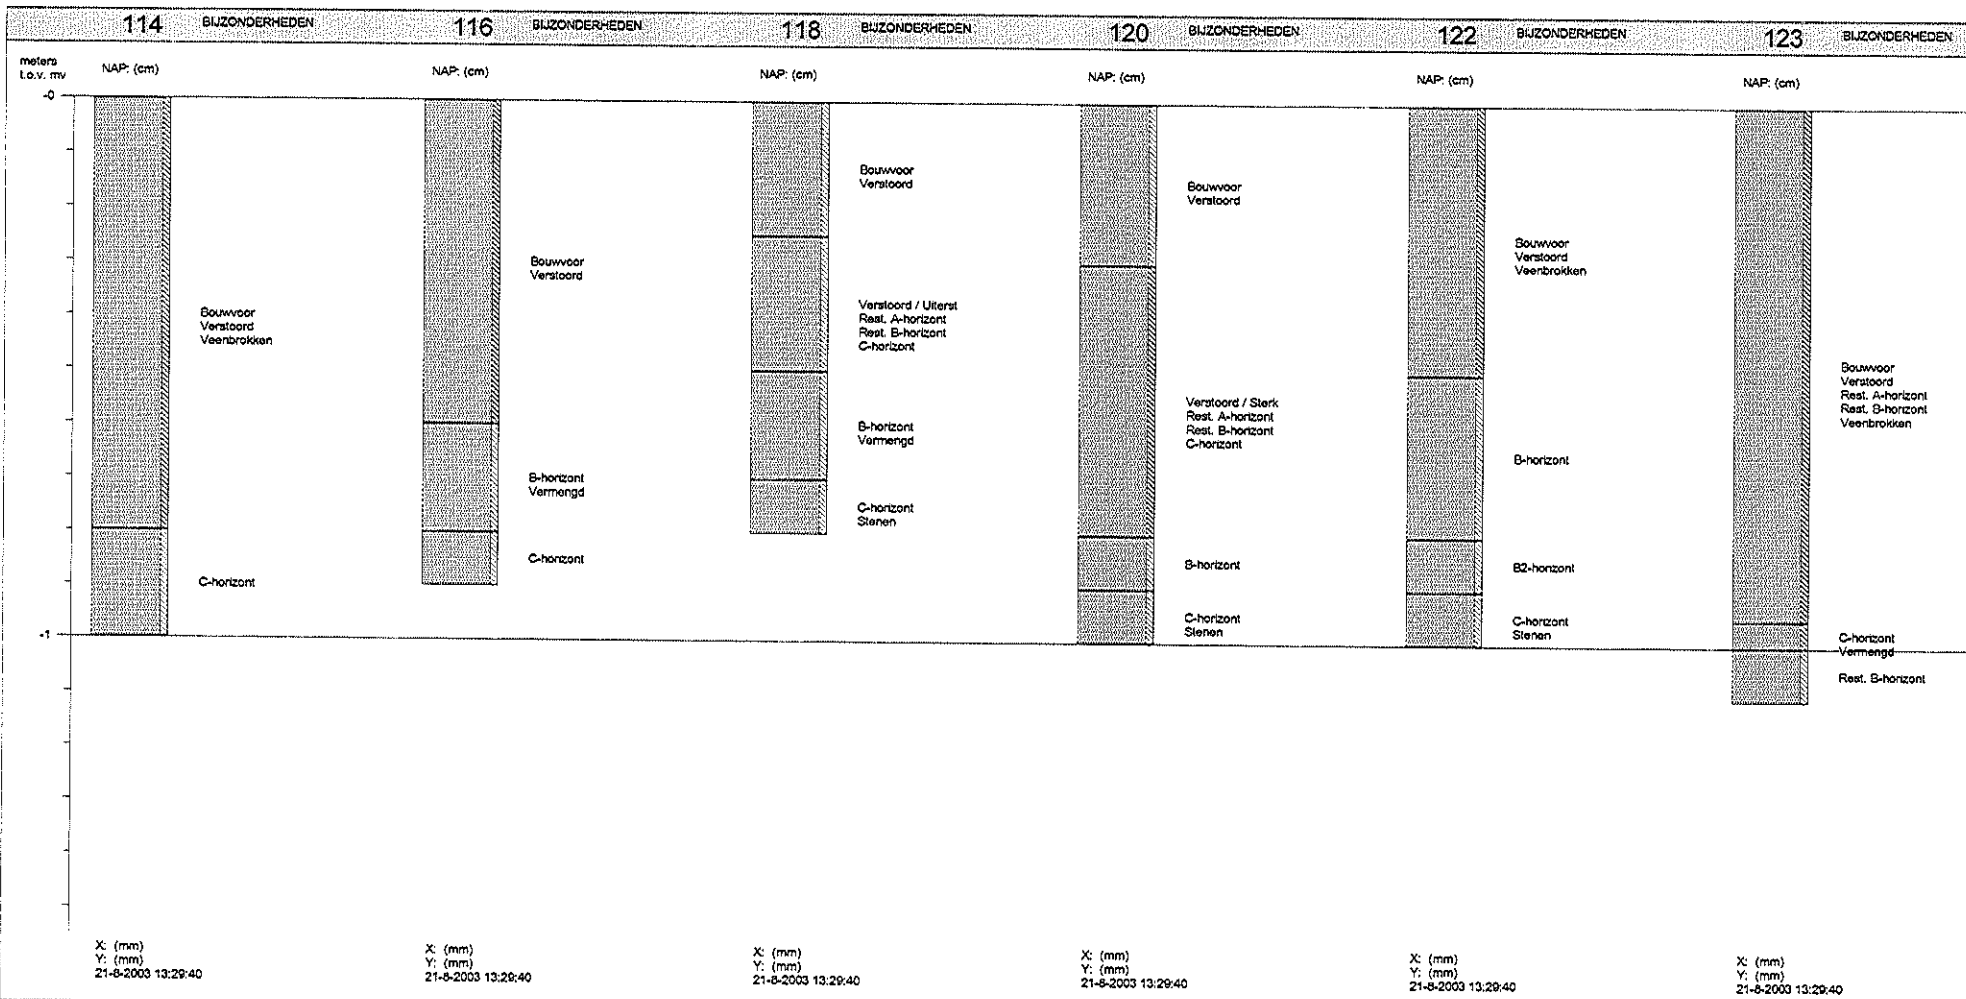 114 BIJZONDERHEDEN 116 BIJZONDERHEDEN 118 BIJZONDERHEDEN 120 BIJZONDERHEDEN 122 BIJZONDERHEDEN 123 BIJZONDERHEDEN
meters
t.o.v. mv
NAP: (cm) NAP: (cm) NAP: (cm) NAP: (cm) NAP: (cm) NAP: (cm)
-0
-1
Bouwvoor
Verstoord
Veenbrokken
C-horizont
Bouwvoor
Verstoord
B-horizont
Vermengd
C-horizont
Bouwvoor
Verstoord
Verstoord / Uiterst
Rest. A-horizont
Rest. B-horizont
C-horizont
B-horizont
Vermengd
C-horizont
Stenen
Bouwvoor
Verstoord
Verstoord / Sterk
Rest. A-horizont
Rest. B-horizont
C-horizont
B-horizont
C-horizont
Stenen
Bouwvoor
Verstoord
Veenbrokken
B-horizont
B2-horizont
C-horizont
Stenen
Bouwvoor
Verstoord
Rest. A-horizont
Rest. B-horizont
Veenbrokken
C-horizont
Vermengd
Rest. B-horizont
X: (mm)
Y: (mm)
21-8-2003 13:29:40
X: (mm)
Y: (mm)
21-8-2003 13:29:40
X: (mm)
Y: (mm)
21-8-2003 13:29:40
X: (mm)
Y: (mm)
21-8-2003 13:29:40
X: (mm)
Y: (mm)
21-8-2003 13:29:40
X: (mm)
Y: (mm)
21-8-2003 13:29:40